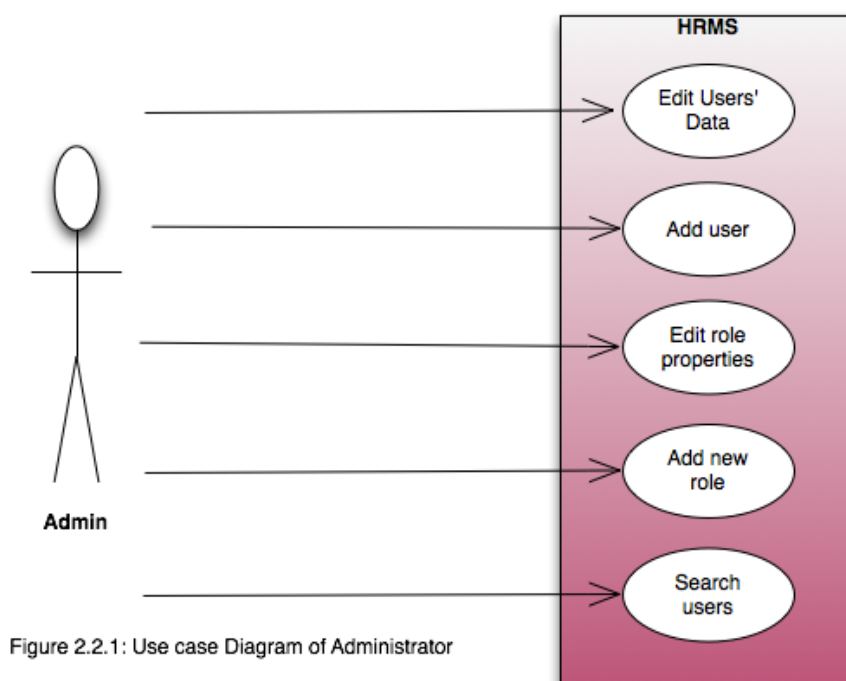 HRMS
Edit Users'
Data
Add user
Edit role
properties
Add new
role
Search
users
Admin
Figure 2.2.1: Use case Diagram of Administrator